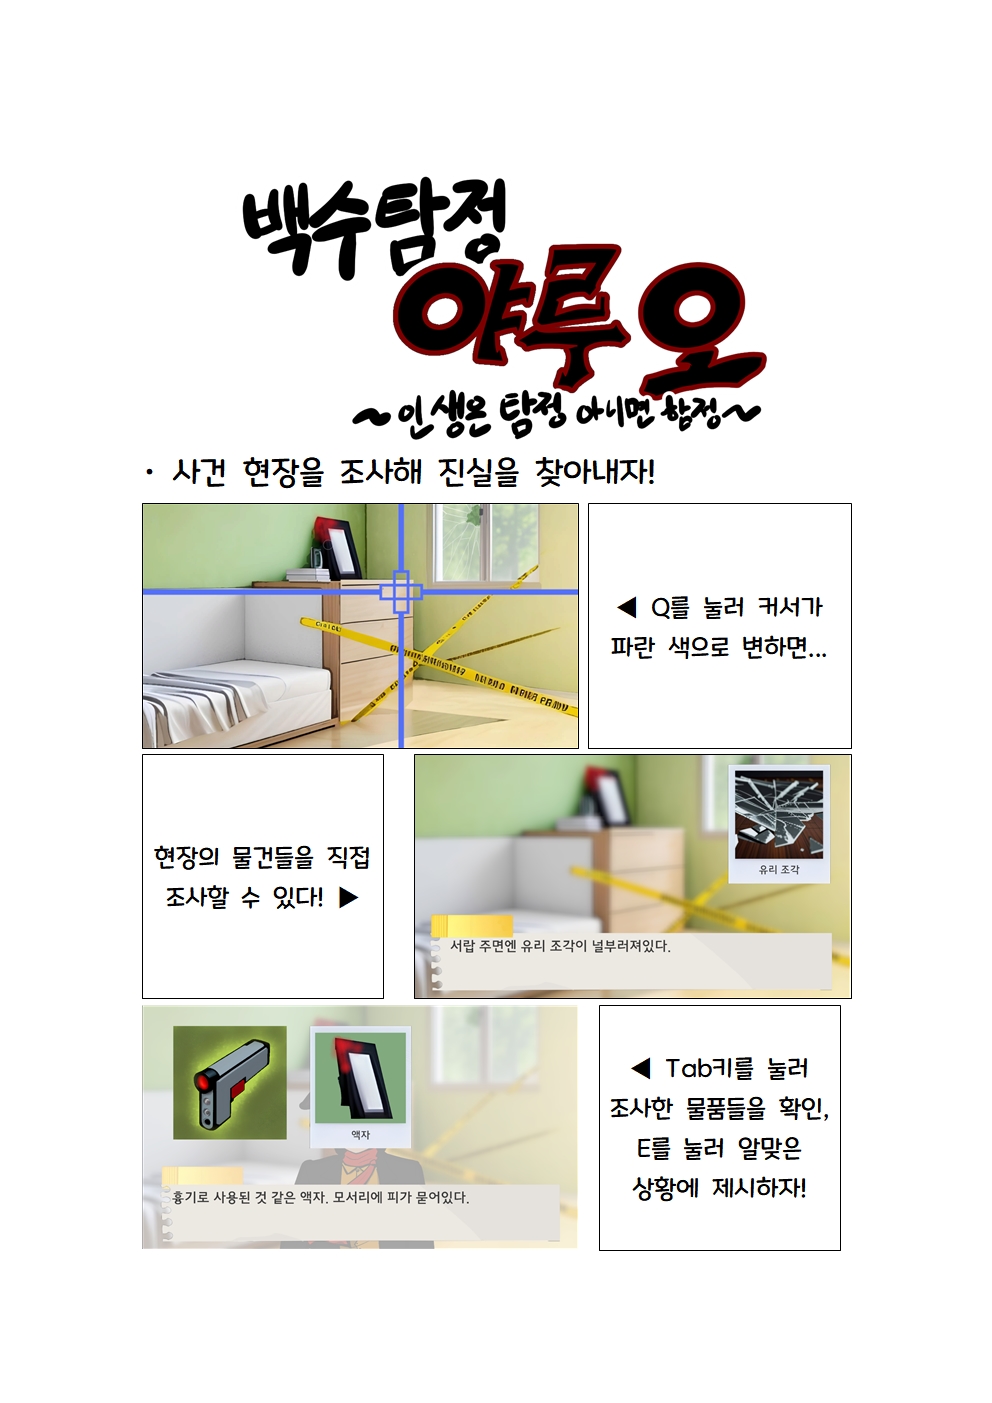 백수탐정
야루오
~인생은 탐정 아니면 함정~
· 사건 현장을 조사해 진실을 찾아내자!
◀ Q를 눌러 커서가
파란 색으로 변하면...
현장의 물건들을 직접
조사할 수 있다! ▶
유리 조각
서랍 주면엔 유리 조각이 널부러져있다.
액자
흉기로 사용된 것 같은 액자. 모서리에 피가 묻어있다.
◀ Tab키를 눌러
조사한 물품들을 확인,
E를 눌러 알맞은
상황에 제시하자!